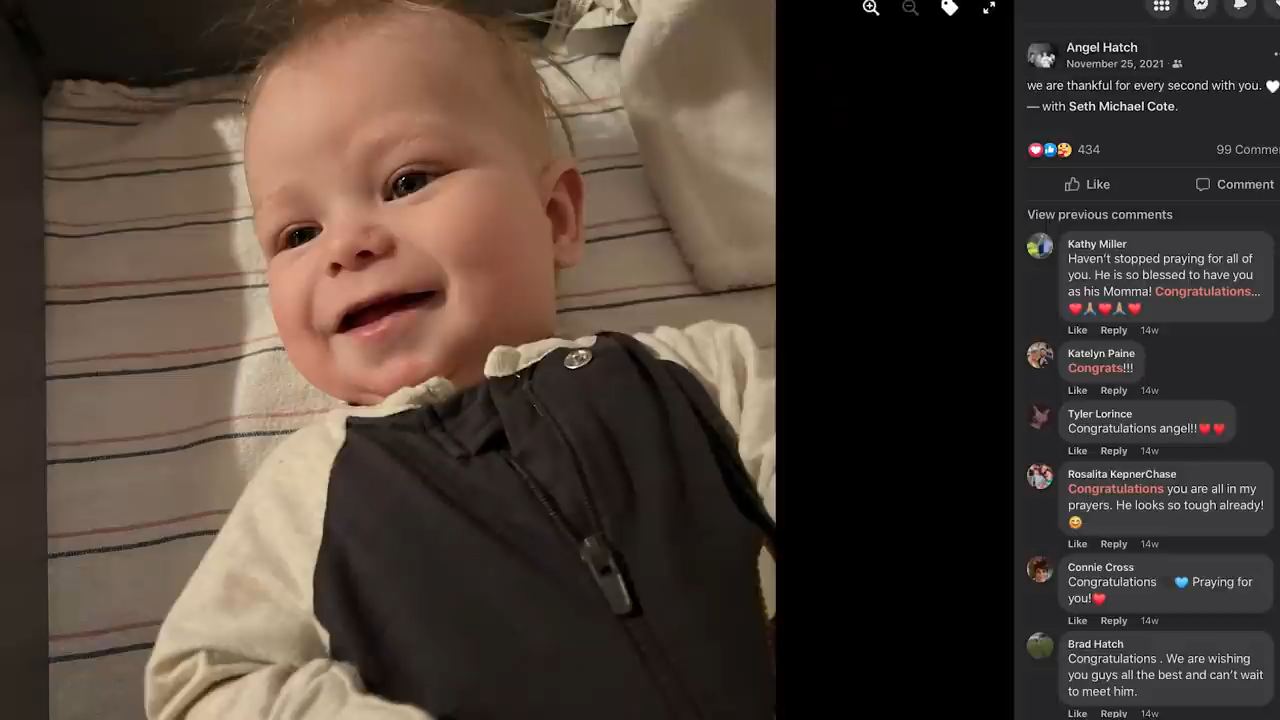 Angel Hatch
November 25, 2021
we are thankful for every second with you.
— with Seth Michael Cote.
434
99 Comme
Like
Comment
View previous comments
Kathy Miller
Haven't stopped praying for all of
you. He is so blessed to have you
as his Momma! Congratulations...
Like Reply 14w
Katelyn Paine
Congrats!!!
Like Reply 14w
Tyler Lorince
Congratulations angel!!
Like Reply 14w
Rosalita KepnerChase
Congratulations you are all in my
prayers. He looks so tough already!
Like Reply 14w
Connie Cross
Congratulations Praying for
you!
Like Reply 14w
Brad Hatch
Congratulations . We are wishing
you guys all the best and can't wait
to meet him.
Like Reply 14w